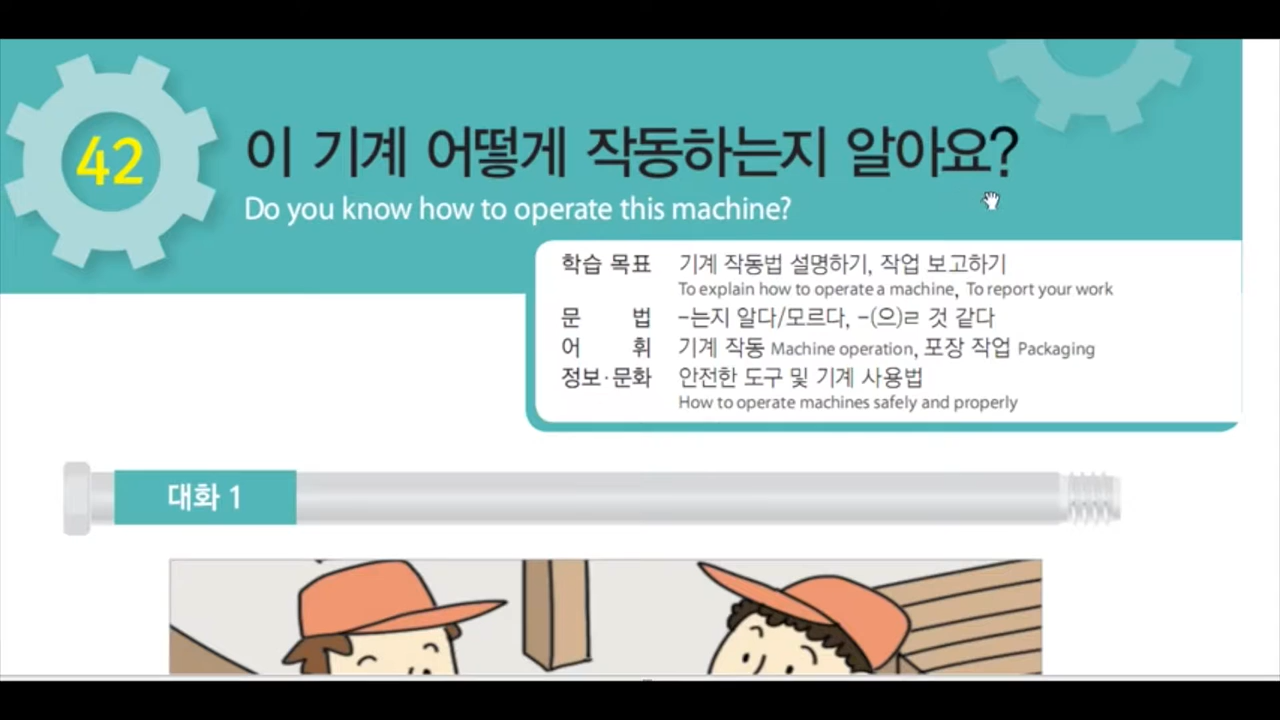 42
이 기계 어떻게 작동하는지 알아요?
Do you know how to operate this machine?
학습 목표 기계 작동법 설명하기, 작업 보고하기
To explain how to operate a machine, To report your work
문 법 -는지 알다/모르다, -(으)ㄹ 것 같다
어 휘 기계 작동 Machine operation, 포장 작업 Packaging
정보·문화 안전한 도구 및 기계 사용법
How to operate machines safely and properly
대화 1